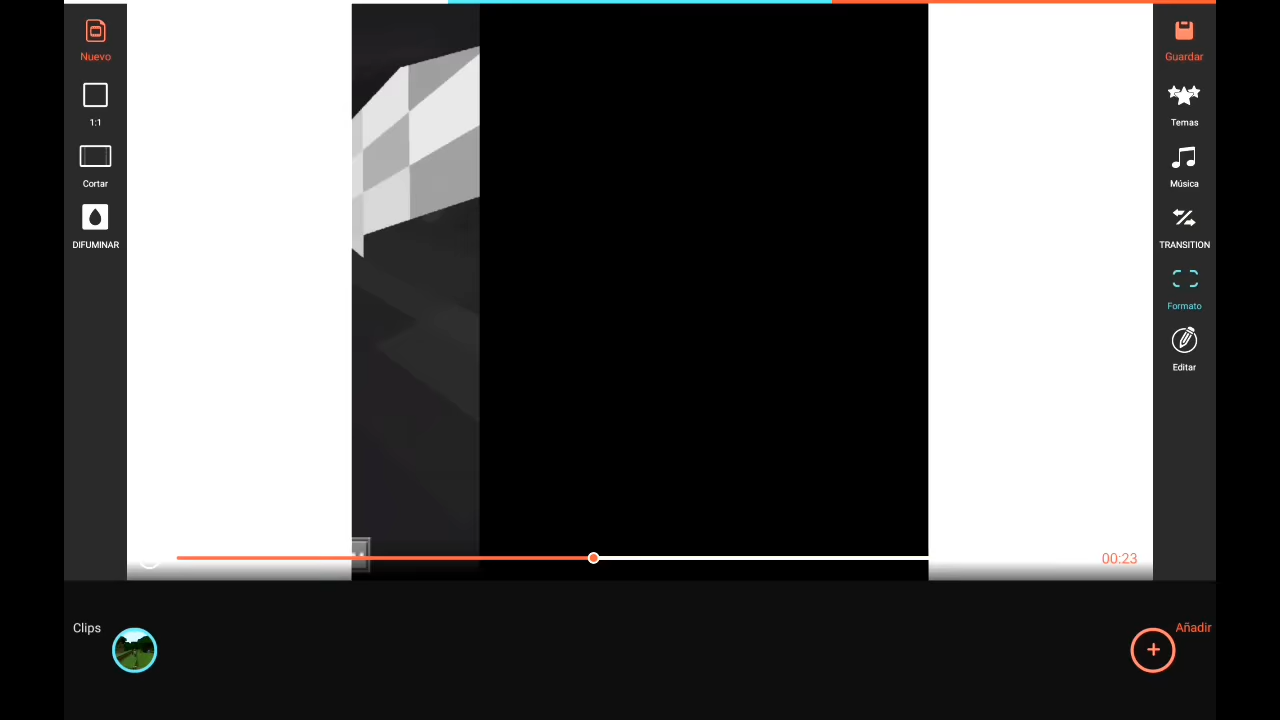 Nuevo
1:1
Cortar
DIFUMINAR
Guardar
Temas
Música
TRANSITION
Formato
Editar
00:23
Clips
Añadir